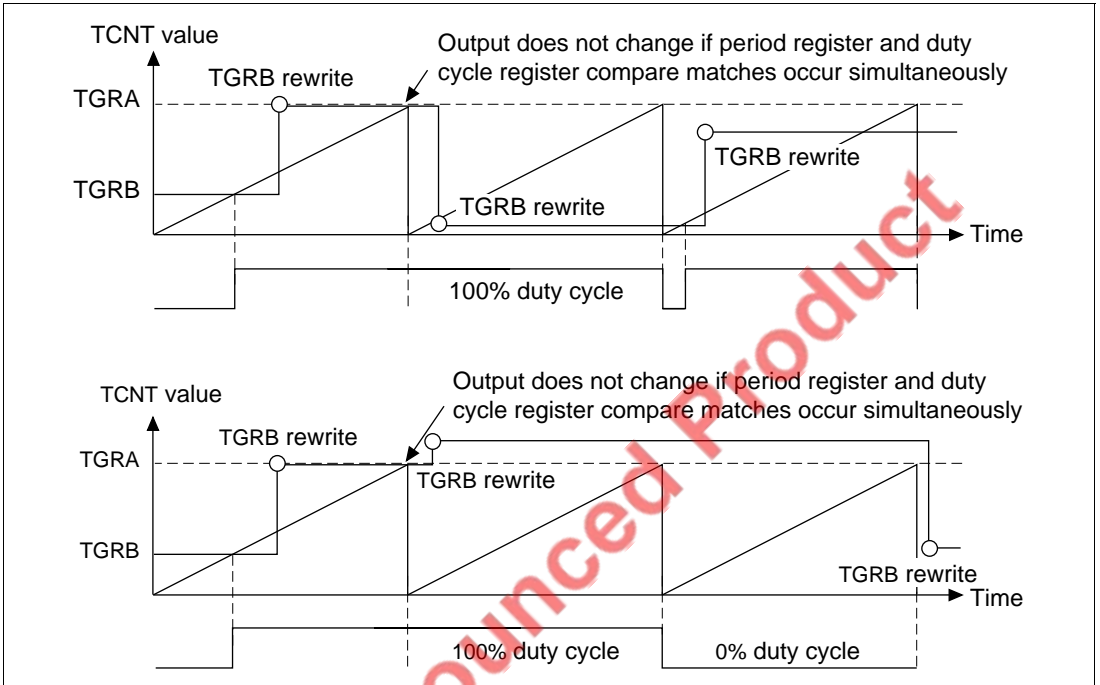 TCNT value
Output does not change if period register and duty
cycle register compare matches occur simultaneously
TGRB rewrite
TGRA
TGRB rewrite
TGRB
TGRB rewrite
Time
100% duty cycle
Output does not change if period register and duty
cycle register compare matches occur simultaneously
TCNT value
TGRB rewrite
TGRA
TGRB rewrite
TGRB
TGRB rewrite
Time
100% duty cycle
0% duty cycle
ounced Product